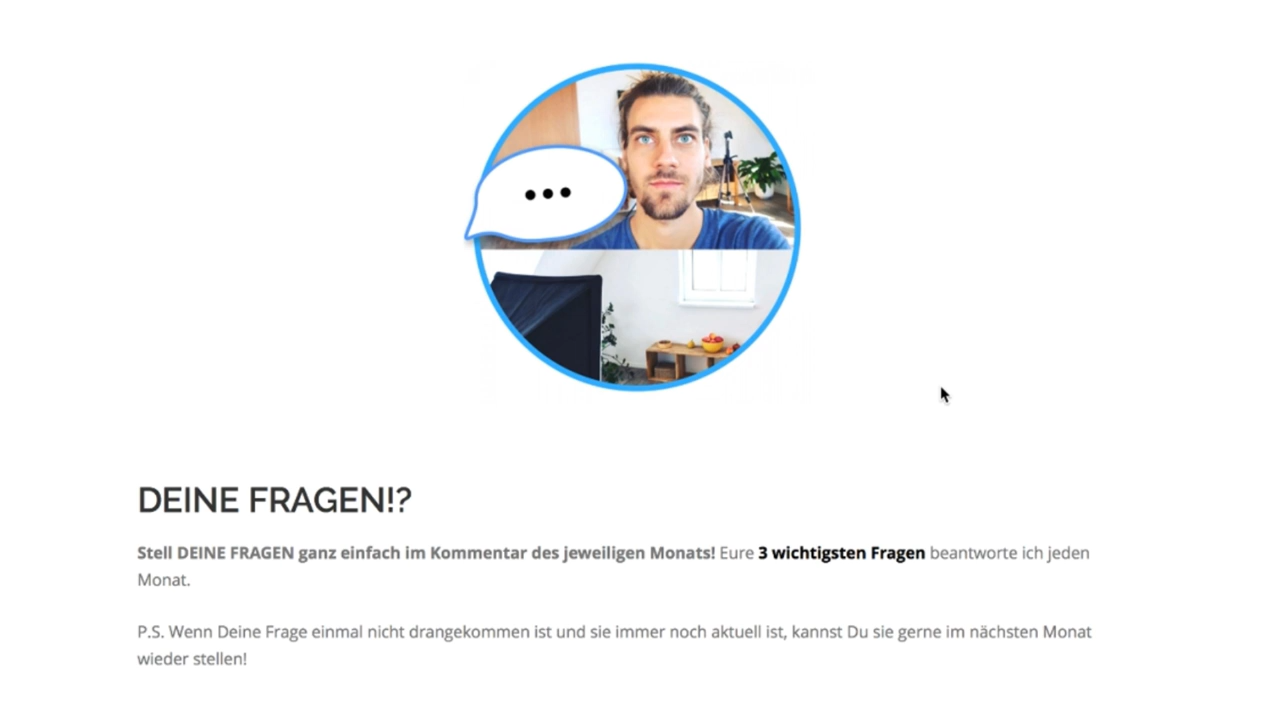 DEINE FRAGEN!?
Stell DEINE FRAGEN ganz einfach im Kommentar des jeweiligen Monats! Eure 3 wichtigsten Fragen beantworte ich jeden
Monat.
P.S. Wenn Deine Frage einmal nicht drangekommen ist und sie immer noch aktuell ist, kannst Du sie gerne im nächsten Monat
wieder stellen!